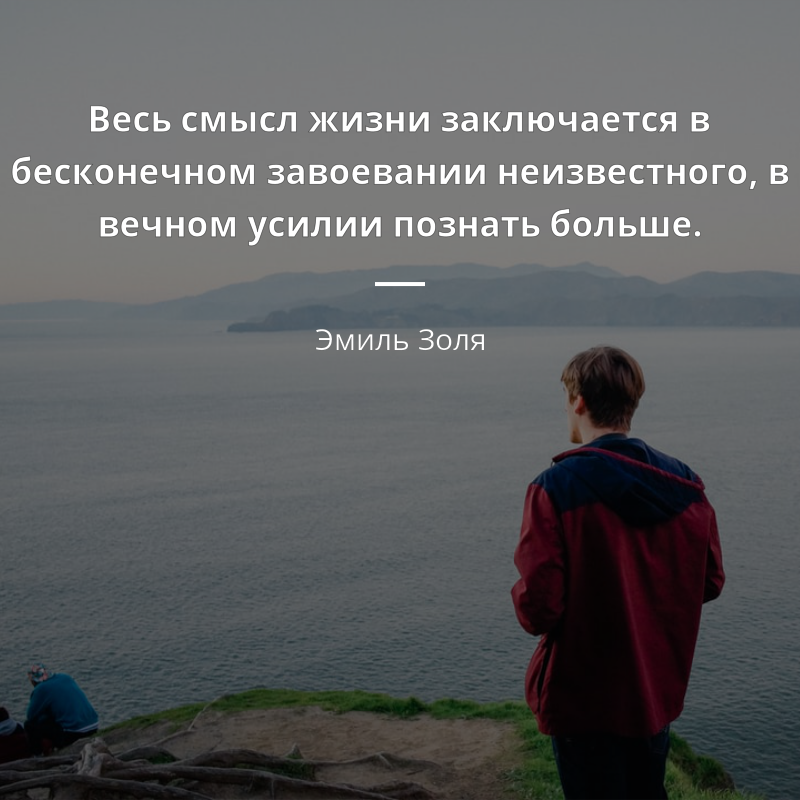 Весь смысл жизни заключается в
бесконечном завоевании неизвестного, в
вечном усилии познать больше.
Эмиль Золя